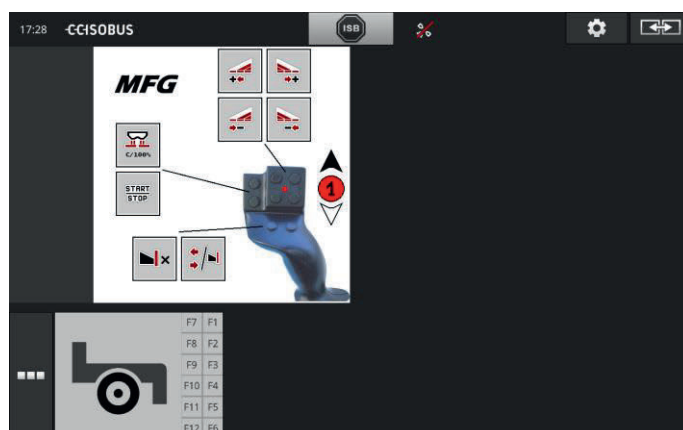 17:28 CCISOBUS ISB
MFG
C/100%
START
STOP
1
F7 F1
F8 F2
F9 F3
F10 F4
F11 F5
F12 F6